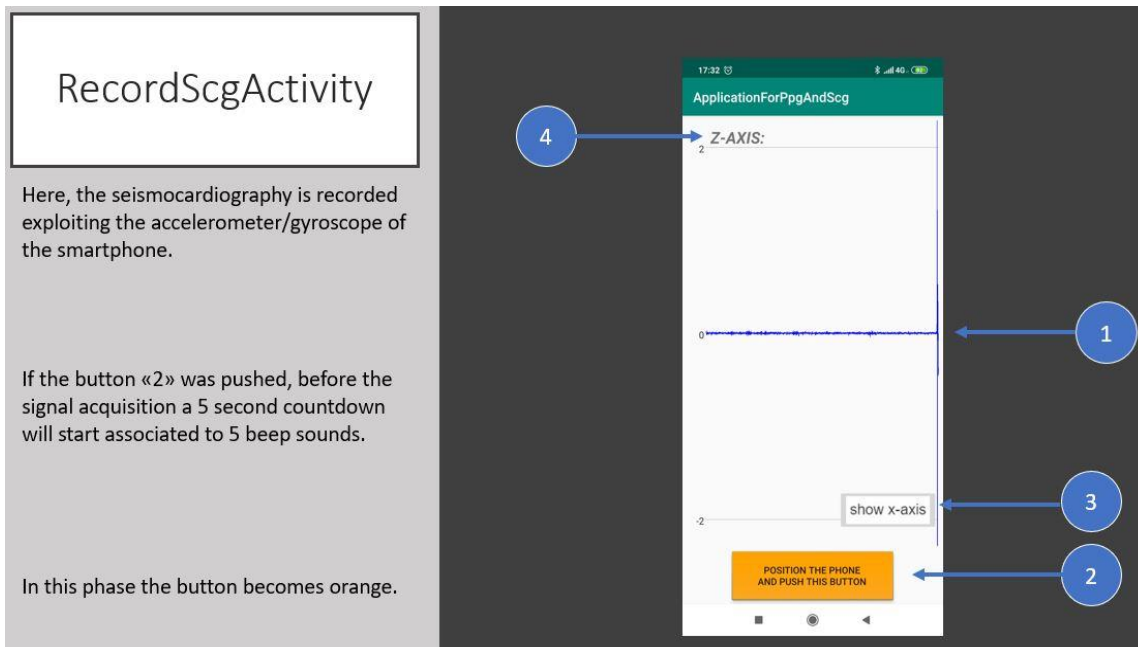 RecordScgActivity
Here, the seismocardiography is recorded
exploiting the accelerometer/gyroscope of
the smartphone.
If the button «2» was pushed, before the
signal acquisition a 5 second countdown
will start associated to 5 beep sounds.
In this phase the button becomes orange.
17:32
4G
ApplicationForPpgAndScg
4
Z-AXIS:
2
0
1
show x-axis
3
-2
POSITION THE PHONE
AND PUSH THIS BUTTON
2